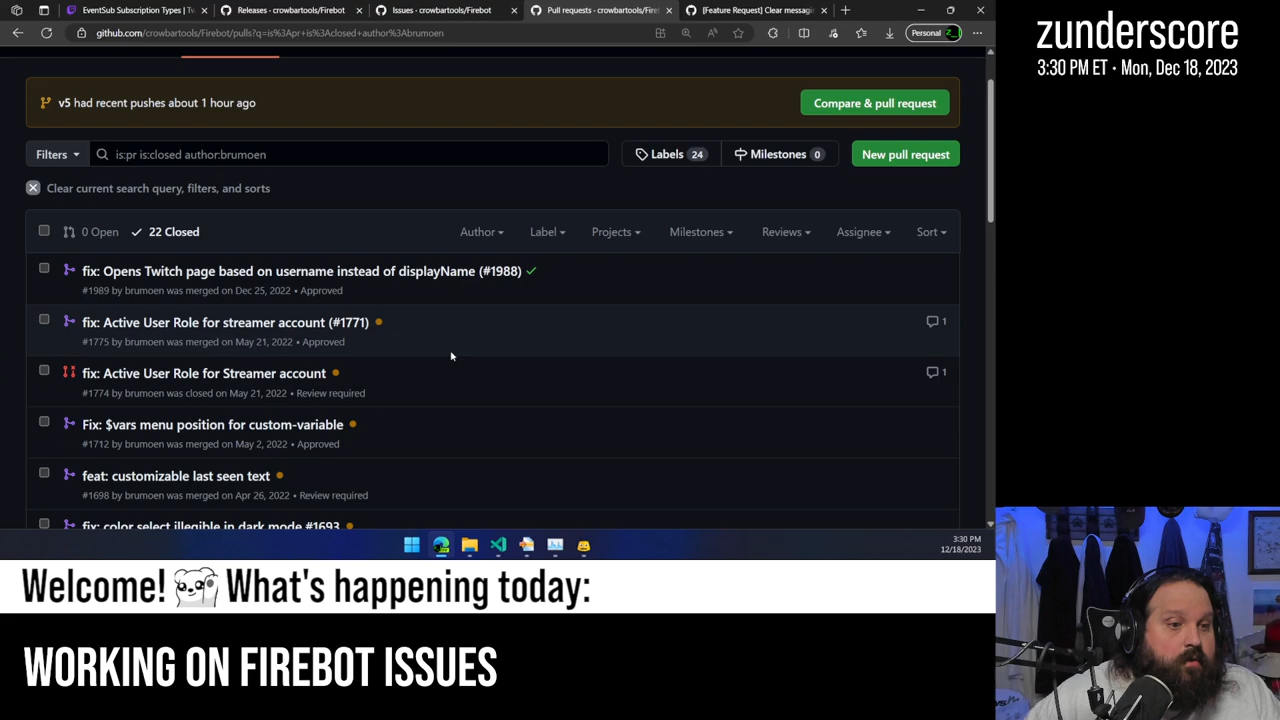 EventSub Subscription Types | Tw
Releases - crowbartools/Firebot
Issues - crowbartools/Firebot
Pull requests - crowbartools/Fire
[Feature Request] Clear messagin
github.com/crowbartools/Firebot/pulls?q=is%3Apr+is%3Aclosed+author%3Abrumoen
Personal
v5 had recent pushes about 1 hour ago
Compare & pull request
Filters
is:pr is:closed author:brumoen
Labels 24
Milestones 0
New pull request
Clear current search query, filters, and sorts
0 Open 22 Closed
Author Label Projects Milestones Reviews Assignee Sort
fix: Opens Twitch page based on username instead of displayName (#1988)
#1989 by brumoen was merged on Dec 25, 2022 • Approved
fix: Active User Role for streamer account (#1771)
1
#1775 by brumoen was merged on May 21, 2022 • Approved
fix: Active User Role for Streamer account
1
#1774 by brumoen was closed on May 21, 2022 • Review required
Fix: $vars menu position for custom-variable
#1712 by brumoen was merged on May 2, 2022 • Approved
feat: customizable last seen text
#1698 by brumoen was merged on Apr 26, 2022 • Review required
fix: color select illegible in dark mode #1693
3:30 PM
12/18/2023
zunderscore
3:30 PM ET • Mon, Dec 18, 2023
Welcome! What's happening today:
WORKING ON FIREBOT ISSUES